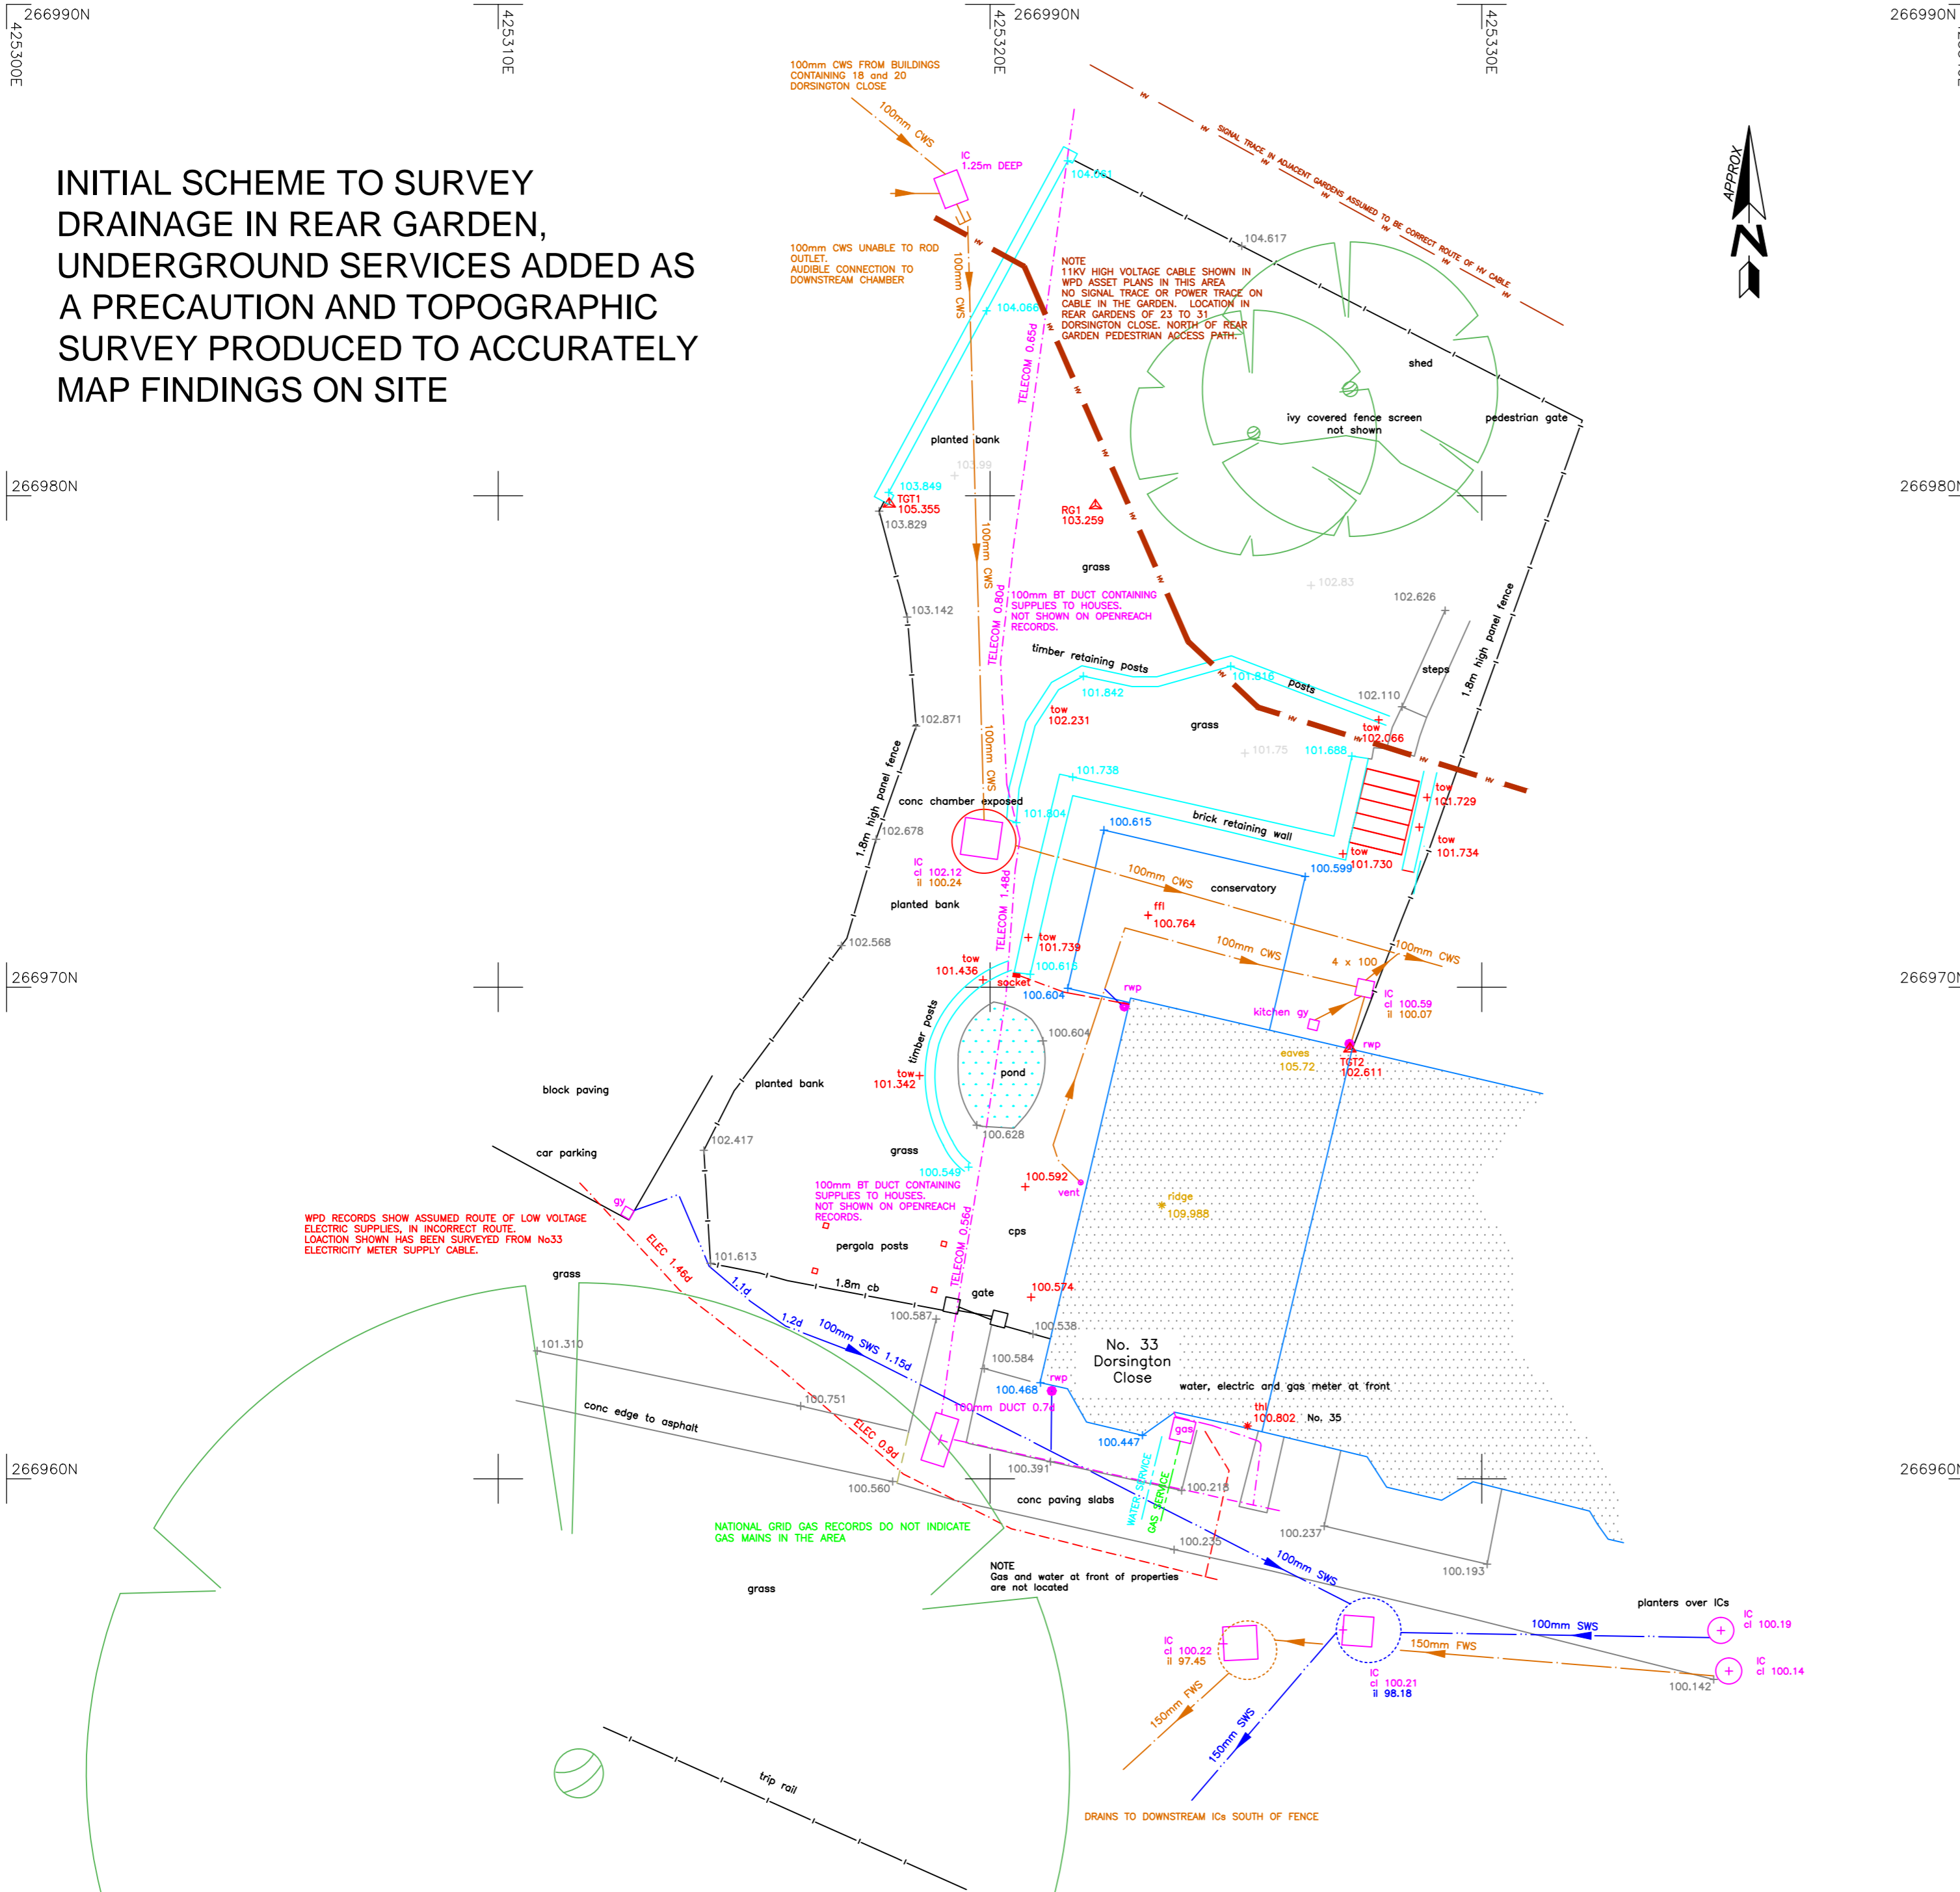 266990N
425300E
425310E
266990N
425320E
425330E
266990N
INITIAL SCHEME TO SURVEY
DRAINAGE IN REAR GARDEN,
UNDERGROUND SERVICES ADDED AS
A PRECAUTION AND TOPOGRAPHIC
SURVEY PRODUCED TO ACCURATELY
MAP FINDINGS ON SITE
100mm CWS FROM BUILDINGS
CONTAINING 18 and 20
DORSINGTON CLOSE
100mm CWS
IC
1.25m DEEP
HV
HV
SIGNAL TRACE IN ADJACENT GARDENS ASSUMED TO BE CORRECT ROUTE OF HV CABLE
HV
HV
HV
HV
HV
APPROX
N
104.061
104.617
100mm CWS UNABLE TO ROD
OUTLET.
AUDIBLE CONNECTION TO
DOWNSTREAM CHAMBER
100mm CWS
HV
NOTE
11KV HIGH VOLTAGE CABLE SHOWN IN
WPD ASSET PLANS IN THIS AREA
NO SIGNAL TRACE OR POWER TRACE ON
CABLE IN THE GARDEN. LOCATION IN
REAR GARDENS OF 23 TO 31
DORSINGTON CLOSE. NORTH OF REAR
GARDEN PEDESTRIAN ACCESS PATH.
104.066
HV
TELECOM 0.65d
HV
HV
shed
ivy covered fence screen
not shown
pedestrian gate
planted bank
103.99
266980N
266980N
103.849
TGT1
105.355
103.829
RG1
103.259
HV
HV
100mm CWS
grass
102.83
102.626
100mm BT DUCT CONTAINING
SUPPLIES TO HOUSES.
NOT SHOWN ON OPENREACH
RECORDS.
TELECOM 0.80d
103.142
timber retaining posts
101.842
101.816
HV
posts
steps
1.8m high panel fence
102.110
tow
102.231
grass
tow
102.066
HV
HV
HV
102.871
100mm CWS
101.75
101.688
101.738
1.8m high panel fence
conc chamber exposed
101.804
tow
101.729
brick retaining wall
100.615
102.678
tow
101.734
tow
101.730
IC
cl 102.12
il 100.24
TELECOM 1.48d
100mm CWS
conservatory
100.599
planted bank
ffl
100.764
102.568
tow
101.739
100mm CWS
100mm CWS
4 x 100
tow
101.436
266970N
266970N
100.615
socket
100.604
rwp
IC
cl 100.59
il 100.07
kitchen gy
rwp
TGT2
102.611
eaves
105.72
timber posts
100.604
pond
tow
101.342
block paving
planted bank
100.628
102.417
car parking
grass
100.549
gy
100.592
vent
100mm BT DUCT CONTAINING
SUPPLIES TO HOUSES.
NOT SHOWN ON OPENREACH
RECORDS.
ridge
109.988
WPD RECORDS SHOW ASSUMED ROUTE OF LOW VOLTAGE
ELECTRIC SUPPLIES, IN INCORRECT ROUTE.
LOACTION SHOWN HAS BEEN SURVEYED FROM No33
ELECTRICITY METER SUPPLY CABLE.
pergola posts
cps
TELECOM 0.56d
ELEC 1.46d
101.613
grass
1.1d
1.8m cb
gate
100.574
100.587
1.2d
100mm SWS 1.15d
100.538
101.310
100.584
No. 33
Dorsington
Close
100.468
rwp
water, electric and gas meter at front
100.751
conc edge to asphalt
100mm DUCT 0.7d
thl
100.802
No. 35
gas
100.447
ELEC 0.9d
266960N
266960N
100.391
WATER SERVICE
GAS SERVICE
100.560
100.218
conc paving slabs
NATIONAL GRID GAS RECORDS DO NOT INDICATE
GAS MAINS IN THE AREA
100.237
100.235
100mm SWS
100.193
NOTE
Gas and water at front of properties
are not located
grass
planters over ICs
IC
cl 100.19
100mm SWS
150mm FWS
IC
cl 100.22
il 97.45
IC
cl 100.14
IC
cl 100.21
il 98.18
100.142
150mm FWS
150mm SWS
trip rail
DRAINS TO DOWNSTREAM ICs SOUTH OF FENCE